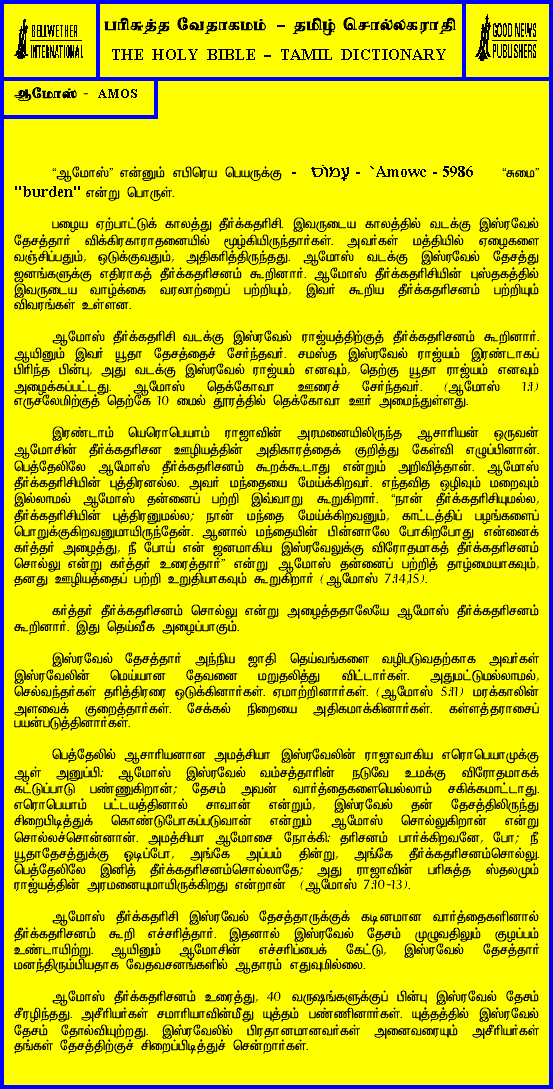 BELLWETHER
INTERNATIONAL
பரிசுத்த வேதாகமம் – தமிழ் சொல்லகராதி
THE HOLY BIBLE – TAMIL DICTIONARY
GOOD NEWS
PUBLISHERS
ஆமோஸ் - AMOS
“ஆமோஸ்” என்னும் எபிரெய பெயருக்கு - עָמוֹס - `Amowc - 5986 “சுமை”
"burden" என்று பொருள்.
பழைய ஏற்பாட்டுக் காலத்து தீர்க்கதரிசி. இவருடைய காலத்தில் வடக்கு இஸ்ரவேல்
தேசத்தார் விக்கிரகாராதனையில் மூழ்கியிருந்தார்கள். அவர்கள் மத்தியில் ஏழைகளை
வஞ்சிப்பதும், ஒடுக்குவதும், அதிகரித்திருந்தது. ஆமோஸ் வடக்கு இஸ்ரவேல் தேசத்து
ஜனங்களுக்கு எதிராகத் தீர்க்கதரிசனம் கூறினார். ஆமோஸ் தீர்க்கதரிசியின் புஸ்தகத்தில்
இவருடைய வாழ்க்கை வரலாற்றைப் பற்றியும், இவர் கூறிய தீர்க்கதரிசனம் பற்றியும்
விவரங்கள் உள்ளன.
ஆமோஸ் தீர்க்கதரிசி வடக்கு இஸ்ரவேல் ராஜ்யத்திற்குத் தீர்க்கதரிசனம் கூறினார்.
ஆயினும் இவர் யூதா தேசத்தைச் சேர்ந்தவர். சமஸ்த இஸ்ரவேல் ராஜ்யம் இரண்டாகப்
பிரிந்த பின்பு, அது வடக்கு இஸ்ரவேல் ராஜ்யம் எனவும், தெற்கு யூதா ராஜ்யம் எனவும்
அழைக்கப்பட்டது. ஆமோஸ் தெக்கோவா ஊரைச் சேர்ந்தவர். (ஆமோஸ் 1:1)
எருசலேமிற்குத் தெற்கே 10 மைல் தூரத்தில் தெக்கோவா ஊர் அமைந்துள்ளது.
இரண்டாம் யெரொபெயாம் ராஜாவின் அரமனையிலிருந்த ஆசாரியன் ஒருவன்
ஆமோசின் தீர்க்கதரிசன ஊழியத்தின் அதிகாரத்தைக் குறித்து கேள்வி எழுப்பினான்.
பெத்தேலிலே ஆமோஸ் தீர்க்கதரிசனம் கூறக்கூடாது என்றும் அறிவித்தான். ஆமோஸ்
தீர்க்கதரிசியின் புத்திரனல்ல. அவர் மந்தையை மேய்க்கிறவர். எந்தவித ஒழிவும் மறைவும்
இல்லாமல் ஆமோஸ் தன்னைப் பற்றி இவ்வாறு கூறுகிறார். “நான் தீர்க்கதரிசியுமல்ல,
தீர்க்கதரிசியின் புத்திரனுமல்ல; நான் மந்தை மேய்க்கிறவனும், காட்டத்திப் பழங்களைப்
பொறுக்குகிறவனுமாயிருந்தேன். ஆனால் மந்தையின் பின்னாலே போகிறபோது என்னைக்
கர்த்தர் அழைத்து, நீ போய் என் ஜனமாகிய இஸ்ரவேலுக்கு விரோதமாகத் தீர்க்கதரிசனம்
சொல்லு என்று கர்த்தர் உரைத்தார்” என்று ஆமோஸ் தன்னைப் பற்றித் தாழ்மையாகவும்,
தனது ஊழியத்தைப் பற்றி உறுதியாகவும் கூறுகிறார் (ஆமோஸ் 7:14,15).
கர்த்தர் தீர்க்கதரிசனம் சொல்லு என்று அழைத்ததாலேயே ஆமோஸ் தீர்க்கதரிசனம்
கூறினார். இது தெய்வீக அழைப்பாகும்.
இஸ்ரவேல் தேசத்தார் அந்நிய ஜாதி தெய்வங்களை வழிபடுவதற்காக அவர்கள்
இஸ்ரவேலின் மெய்யான தேவனை மறுதலித்து விட்டார்கள். அதுமட்டுமல்லாமல்,
செல்வந்தர்கள் தரித்திரரை ஒடுக்கினார்கள். ஏமாற்றினார்கள். (ஆமோஸ் 5:11) மரக்காலின்
அளவைக் குறைத்தார்கள். சேக்கல் நிறையை அதிகமாக்கினார்கள். கள்ளத்தராசைப்
பயன்படுத்தினார்கள்.
பெத்தேலில் ஆசாரியனான அமத்சியா இஸ்ரவேலின் ராஜாவாகிய எரொபெயாமுக்கு
ஆள் அனுப்பி: ஆமோஸ் இஸ்ரவேல் வம்சத்தாரின் நடுவே உமக்கு விரோதமாகக்
கட்டுப்பாடு பண்ணுகிறான்; தேசம் அவன் வார்த்தைகளையெல்லாம் சகிக்கமாட்டாது.
எரொபெயாம் பட்டயத்தினால் சாவான் என்றும், இஸ்ரவேல் தன் தேசத்திலிருந்து
சிறைபிடித்துக் கொண்டுபோகப்படுவான் என்றும் ஆமோஸ் சொல்லுகிறான் என்று
சொல்லச்சொன்னான். அமத்சியா ஆமோசை நோக்கி: தரிசனம் பார்க்கிறவனே, போ; நீ
யூதாதேசத்துக்கு ஓடிப்போ, அங்கே அப்பம் தின்று, அங்கே தீர்க்கதரிசனம்சொல்லு.
பெத்தேலிலே இனித் தீர்க்கதரிசனம்சொல்லாதே; அது ராஜாவின் பரிசுத்த ஸ்தலமும்
ராஜ்யத்தின் அரமனையுமாயிருக்கிறது என்றான் (ஆமோஸ் 7:10-13).
ஆமோஸ் தீர்க்கதரிசி இஸ்ரவேல் தேசத்தாருக்குக் கடினமான வார்த்தைகளினால்
தீர்க்கதரிசனம் கூறி எச்சரித்தார். இதனால் இஸ்ரவேல் தேசம் முழுவதிலும் குழப்பம்
உண்டாயிற்று. ஆயினும் ஆமோசின் எச்சரிப்பைக் கேட்டு, இஸ்ரவேல் தேசத்தார்
மனந்திரும்பியதாக வேதவசனங்களில் ஆதாரம் எதுவுமில்லை.
ஆமோஸ் தீர்க்கதரிசனம் உரைத்து, 40 வருஷங்களுக்குப் பின்பு இஸ்ரவேல் தேசம்
சீரழிந்தது. அசீரியர்கள் சமாரியாவின்மீது யுத்தம் பண்ணினார்கள். யுத்தத்தில் இஸ்ரவேல்
தேசம் தோல்வியுற்றது. இஸ்ரவேலில் பிரதானமானவர்கள் அனைவரையும் அசீரியர்கள்
தங்கள் தேசத்திற்குச் சிறைப்பிடித்துச் சென்றார்கள்.